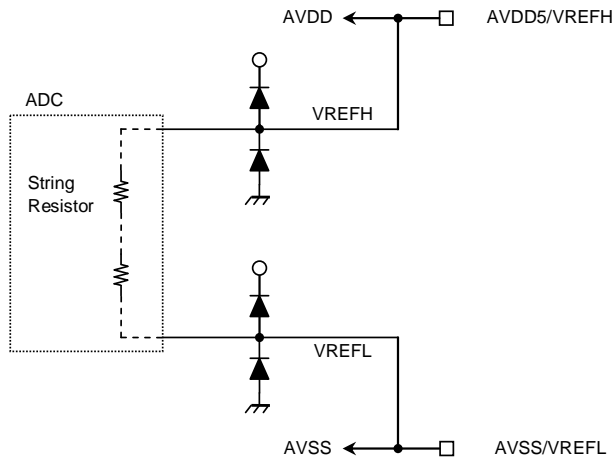 AVDD
AVDD5/VREFH
ADC
VREFH
String
Resistor
VREFL
AVSS
AVSS/VREFL